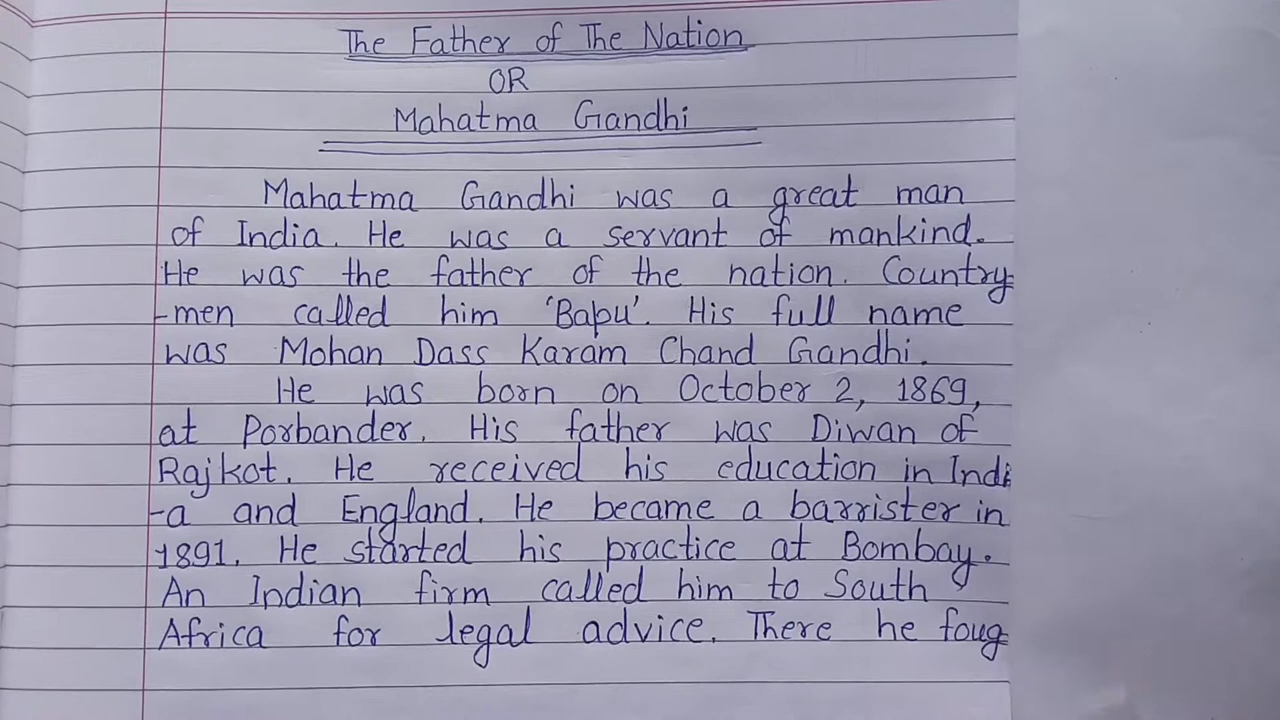 The Father of The Nation
OR
Mahatma Gandhi
Mahatma Gandhi was a great man
of India. He was a servant of mankind.
He was the father of the nation. Country
-men called him 'Bapu'. His full name
was Mohan Dass Karam Chand Gandhi.
He was born on October 2, 1869,
at Porbander. His father was Diwan of
Rajkot. He received his education in Indi
-a and England. He became a barrister in
1891. He started his practice at Bombay.
An Indian firm called him to South
Africa for legal advice. There he foug